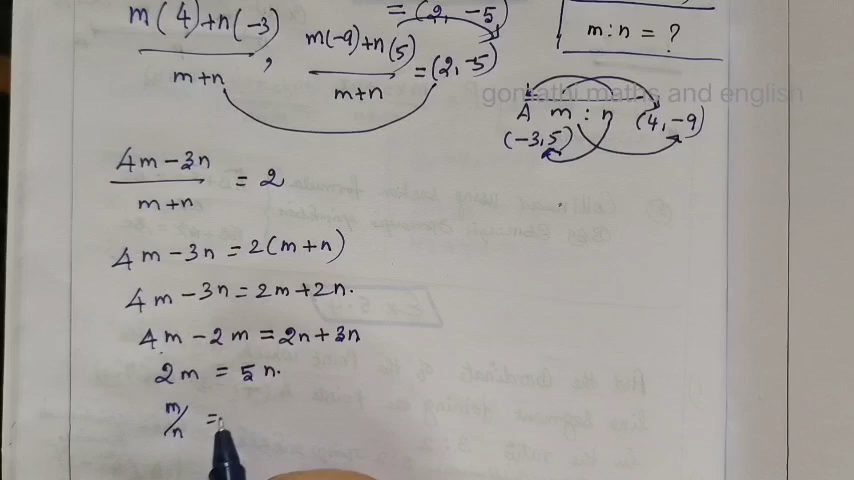 = (2, -5)
m(4)+n(-3)
m+n
,
m(-9)+n(5)
m+n
=(2,-5)
m:n = ?
gomathi maths and english
A m : n (4,-9)
(-3,5)
4m-3n
m+n
= 2
4m-3n = 2(m+n)
4m-3n = 2m+2n.
4m-2m = 2n+3n
2m = 5n.
m/n =